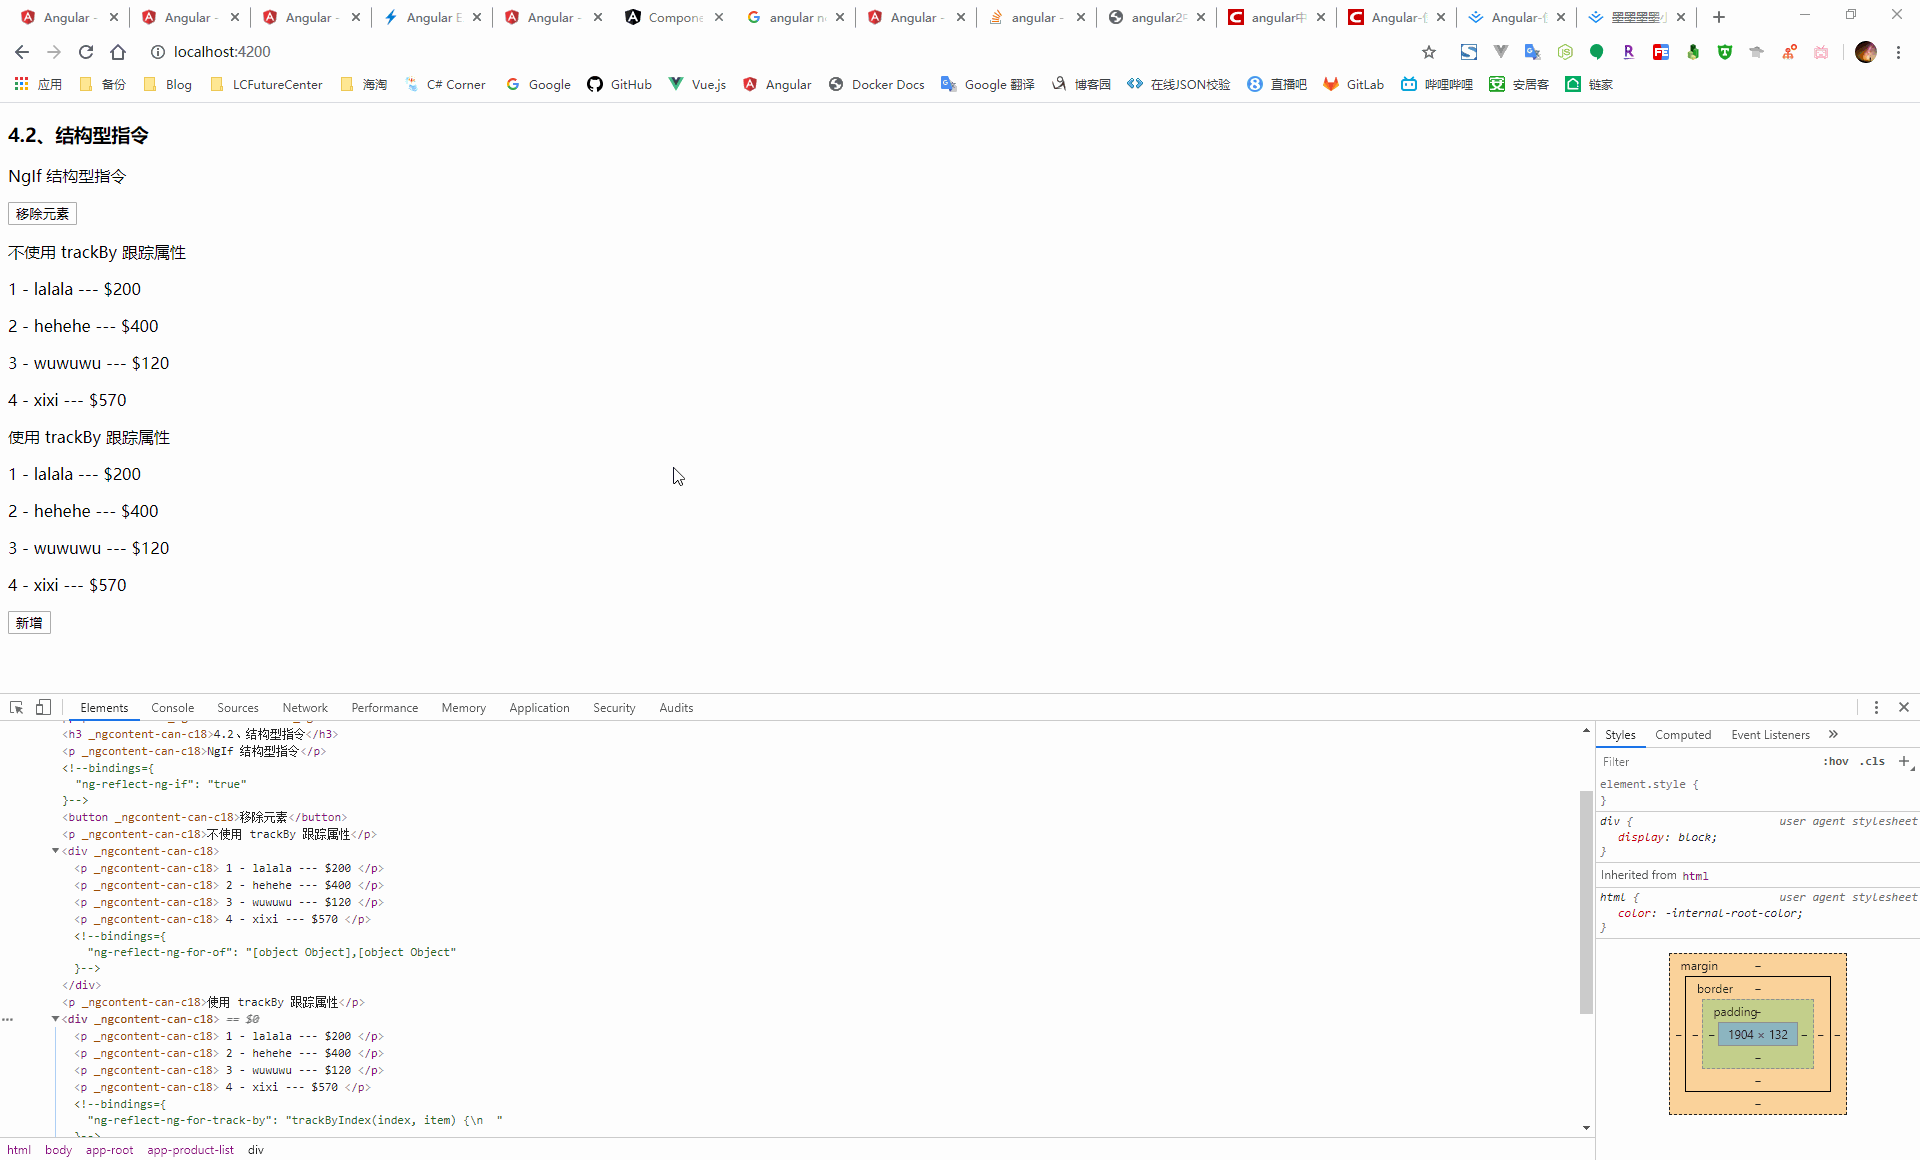 Angular - Angular - Angular - Angular E Angular - Compone angular n Angular - angular - angular2 angular中 Angular- Angular-
localhost:4200
应用 备份 Blog LCFutureCenter 海淘 C# Corner Google GitHub Vue.js Angular Docker Docs Google 翻译 博客园 在线JSON校验 直播吧 GitLab 哔哩哔哩 安居客 链家
4.2、结构型指令
NgIf 结构型指令
移除元素
不使用 trackBy 跟踪属性
1 - lalala --- $200
2 - hehehe --- $400
3 - wuwuwu --- $120
4 - xixi --- $570
使用 trackBy 跟踪属性
1 - lalala --- $200
2 - hehehe --- $400
3 - wuwuwu --- $120
4 - xixi --- $570
新增
Elements Console Sources Network Performance Memory Application Security Audits
<h3 _ngcontent-can-c18>4.2、结构型指令</h3>
<p _ngcontent-can-c18>NgIf 结构型指令</p>
<!--bindings={
"ng-reflect-ng-if": "true"
}-->
<button _ngcontent-can-c18>移除元素</button>
<p _ngcontent-can-c18>不使用 trackBy 跟踪属性</p>
<div _ngcontent-can-c18>
<p _ngcontent-can-c18> 1 - lalala --- $200 </p>
<p _ngcontent-can-c18> 2 - hehehe --- $400 </p>
<p _ngcontent-can-c18> 3 - wuwuwu --- $120 </p>
<p _ngcontent-can-c18> 4 - xixi --- $570 </p>
<!--bindings={
"ng-reflect-ng-for-of": "[object Object],[object Object"
}-->
</div>
<p _ngcontent-can-c18>使用 trackBy 跟踪属性</p>
<div _ngcontent-can-c18> == $0
<p _ngcontent-can-c18> 1 - lalala --- $200 </p>
<p _ngcontent-can-c18> 2 - hehehe --- $400 </p>
<p _ngcontent-can-c18> 3 - wuwuwu --- $120 </p>
<p _ngcontent-can-c18> 4 - xixi --- $570 </p>
<!--bindings={
"ng-reflect-ng-for-track-by": "trackByIndex(index, item) {\n "
}-->
html body app-root app-product-list div
Styles Computed Event Listeners »
Filter :hov .cls +
element.style {
}
div { user agent stylesheet
display: block;
}
Inherited from html
html { user agent stylesheet
color: -internal-root-color;
}
margin –
border –
padding–
– – – 1904 × 132 – – –
–
–
–